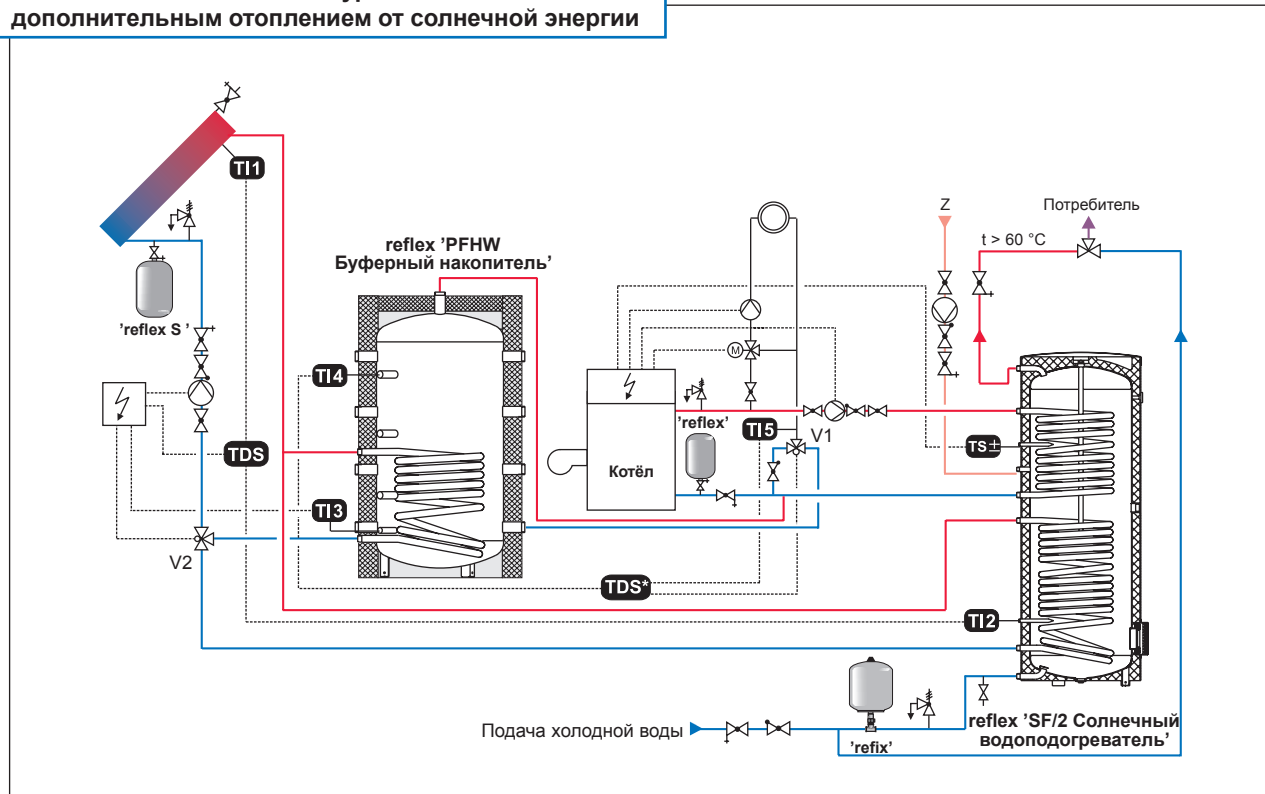 дополнительным отоплением от солнечной энергии
TI1
Z
Потребитель
t > 60 °C
reflex 'PFHW
Буферный накопитель'
'reflex S '
M
TI4
'reflex'
TI5
V1
TS±
TDS
Котёл
TI3
V2
TDS*
TI2
Подача холодной воды
'refix'
reflex 'SF/2 Солнечный
водоподогреватель'